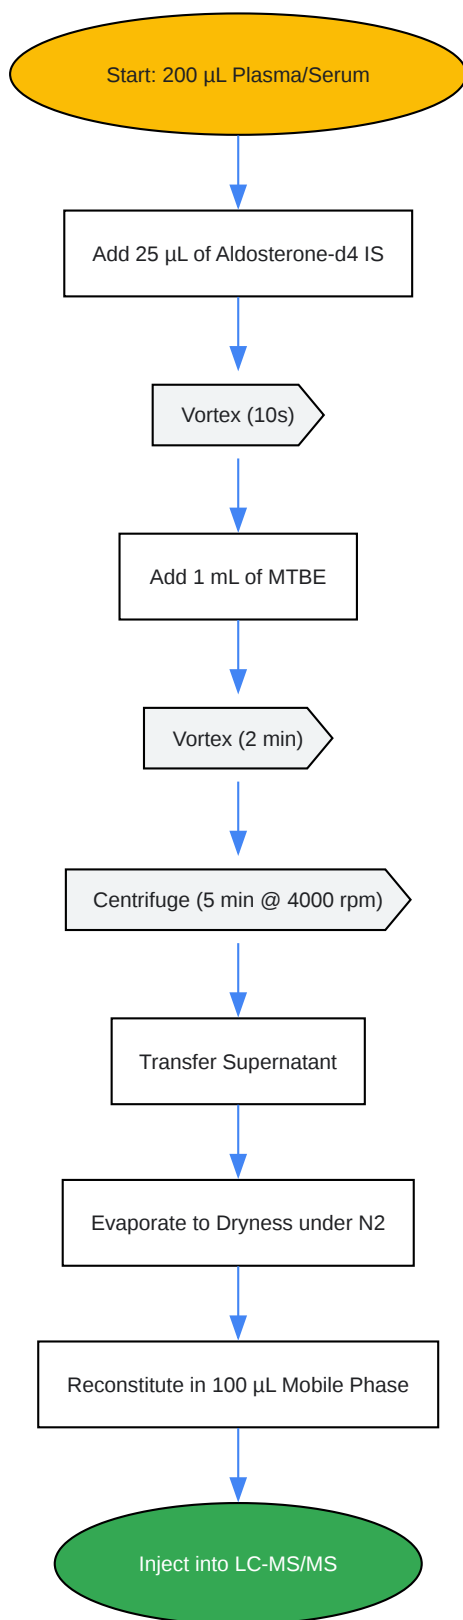 Start: 200 µL Plasma/Serum
Add 25 µL of Aldosterone-d4 IS
Vortex (10s)
Add 1 mL of MTBE
Vortex (2 min)
Centrifuge (5 min @ 4000 rpm)
Transfer Supernatant
Evaporate to Dryness under N2
Reconstitute in 100 µL Mobile Phase
Inject into LC-MS/MS